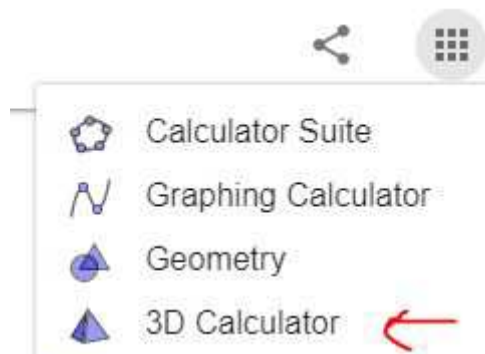 Calculator Suite
Graphing Calculator
Geometry
3D Calculator